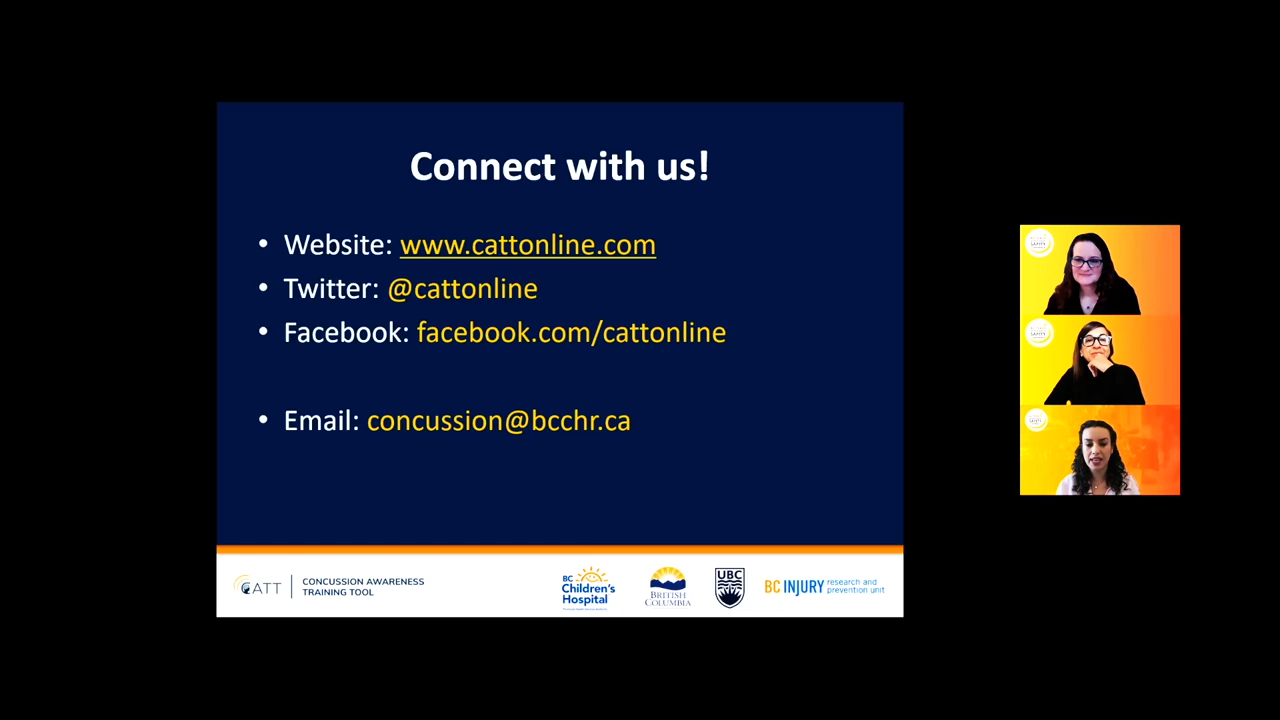 Connect with us!
• Website: www.cattonline.com
• Twitter: @cattonline
• Facebook: facebook.com/cattonline
• Email: concussion@bcchr.ca
CATT
CONCUSSION AWARENESS
TRAINING TOOL
BC
Children's
Hospital
BRITISH
COLUMBIA
UBC
BC INJURY research and
prevention unit